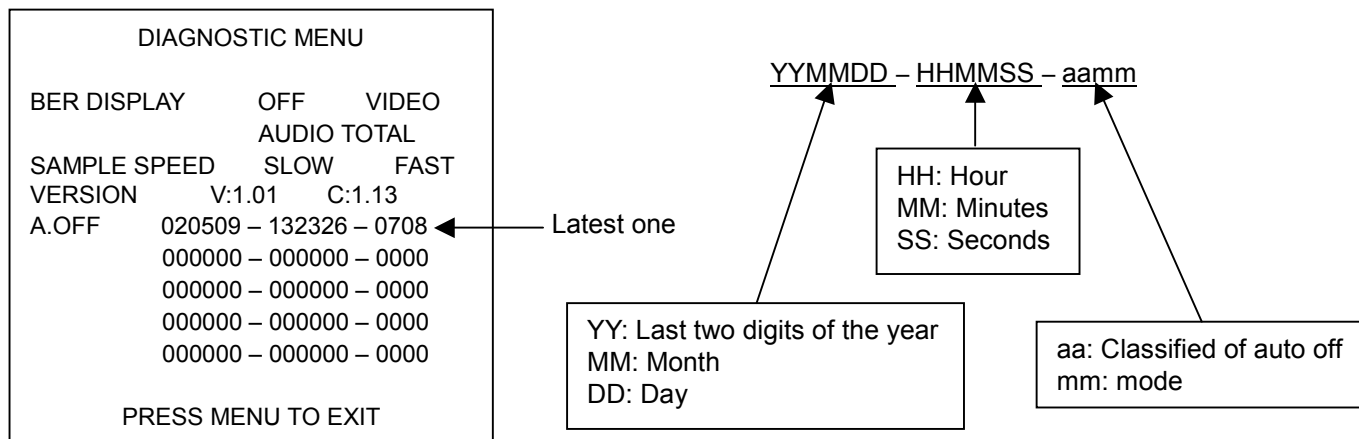 DIAGNOSTIC MENU
BER DISPLAY OFF VIDEO
AUDIO TOTAL
SAMPLE SPEED SLOW FAST
VERSION V:1.01 C:1.13
A.OFF 020509 – 132326 – 0708
000000 – 000000 – 0000
000000 – 000000 – 0000
000000 – 000000 – 0000
000000 – 000000 – 0000
PRESS MENU TO EXIT
Latest one
YYMMDD – HHMMSS – aamm
HH: Hour
MM: Minutes
SS: Seconds
YY: Last two digits of the year
MM: Month
DD: Day
aa: Classified of auto off
mm: mode